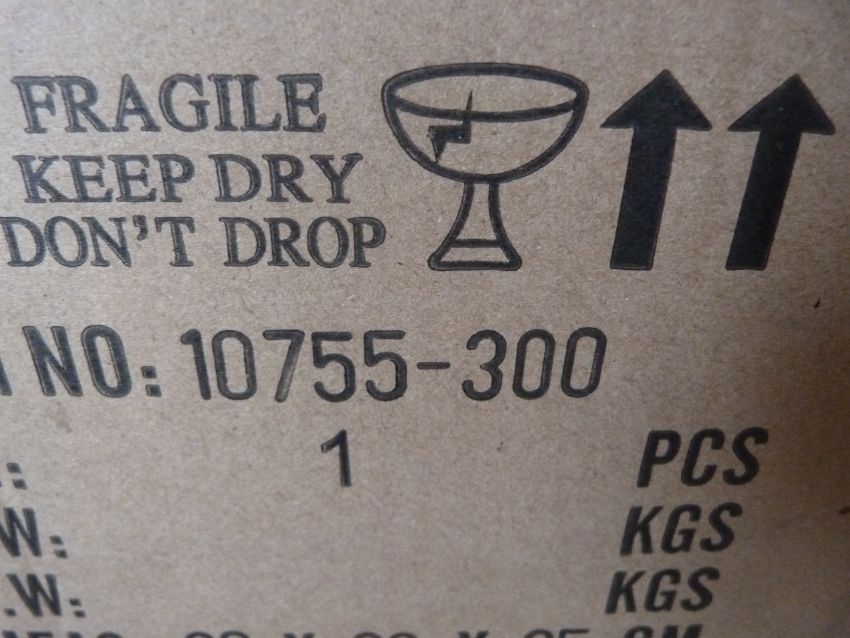 FRAGILE
KEEP DRY
DON'T DROP
NO: 10755-300
1 PCS
W: KGS
.W: KGS